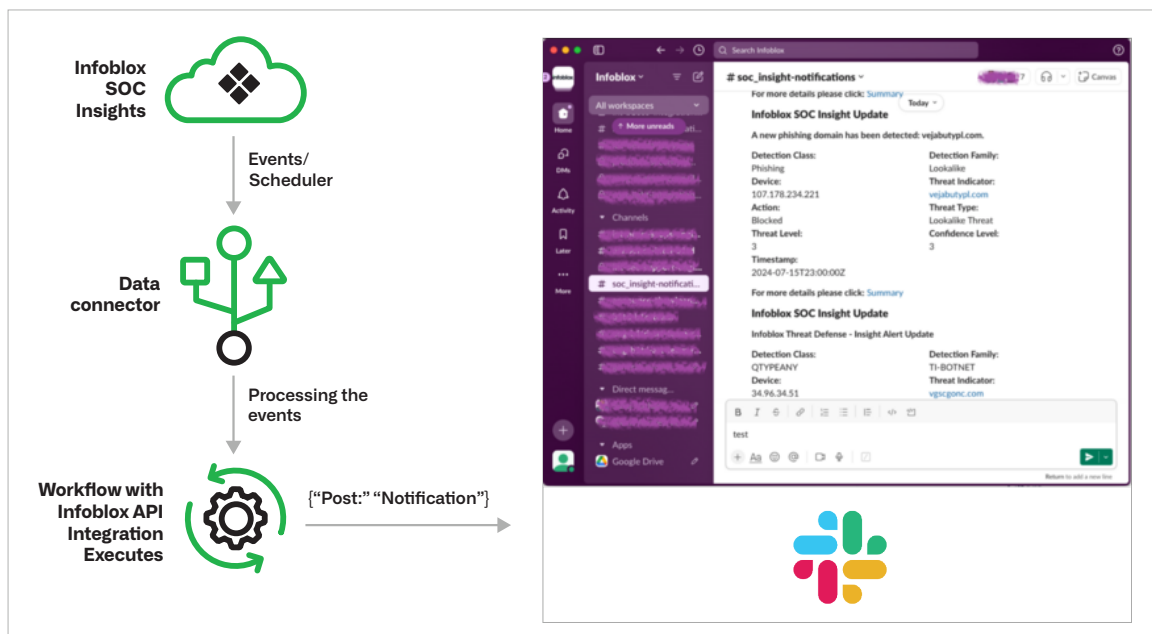 Infoblox
SOC
Insights
Events/
Scheduler
Data
connector
Processing the
events
Workflow with
Infoblox API
Integration
Executes
{“Post:” “Notification”}
Search Infoblox
infoblox
Infoblox
All workspaces
↑ More unreads
Home
DMs
Activity
Later
More
Channels
# soc_insight-notificati...
Direct messag...
Apps
Google Drive
# soc_insight-notifications
7
Canvas
For more details please click: Summary
Today
Infoblox SOC Insight Update
A new phishing domain has been detected: vejabutypl.com.
Detection Class: Detection Family:
Phishing Lookalike
Device: Threat Indicator:
107.178.234.221 vejabutypl.com
Action: Threat Type:
Blocked Lookalike Threat
Threat Level: Confidence Level:
3 3
Timestamp:
2024-07-15T23:00:00Z
For more details please click: Summary
Infoblox SOC Insight Update
Infoblox Threat Defense - Insight Alert Update
Detection Class: Detection Family:
QTYPEANY TI-BOTNET
Device: Threat Indicator:
34.96.34.51 vgscgonc.com
B I S
test
Aa
Return to add a new line